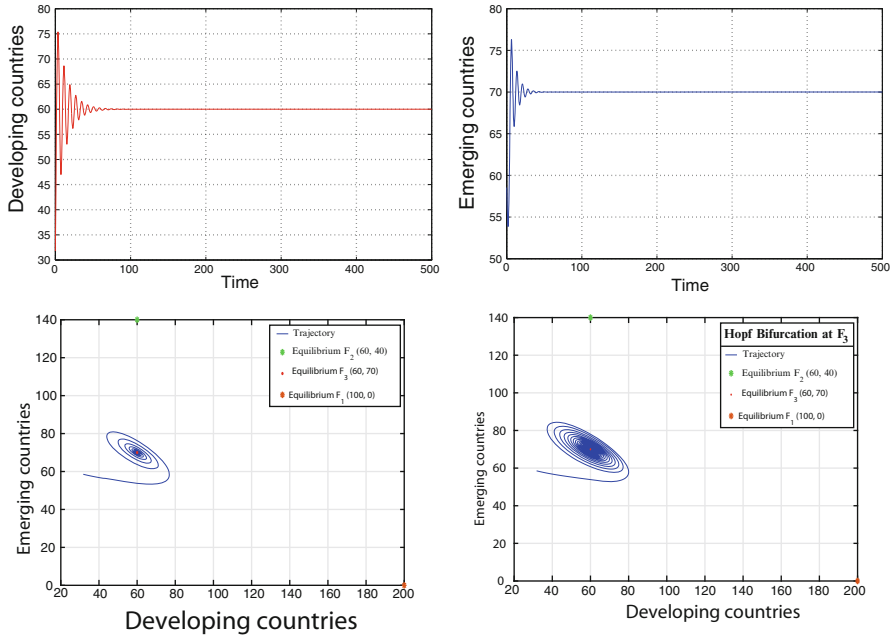 80
75
70
65
60
55
50
45
40
35
30
Developing countries
0 100 200 300 400 500
Time
80
75
70
65
60
55
50
Emerging countries
0 100 200 300 400 500
Time
140
120
100
80
60
40
20
0
Emerging countries
Trajectory
Equilibrium F2 (60, 40)
Equilibrium F3 (60, 70)
Equilibrium F1 (100, 0)
20 40 60 80 100 120 140 160 180 200
Developing countries
140
120
100
80
60
40
20
0
Emerging countries
Hopf Bifurcation at F3
Trajectory
Equilibrium F2 (60, 40)
Equilibrium F3 (60, 70)
Equilibrium F1 (100, 0)
20 40 60 80 100 120 140 160 180 200
Developing countries